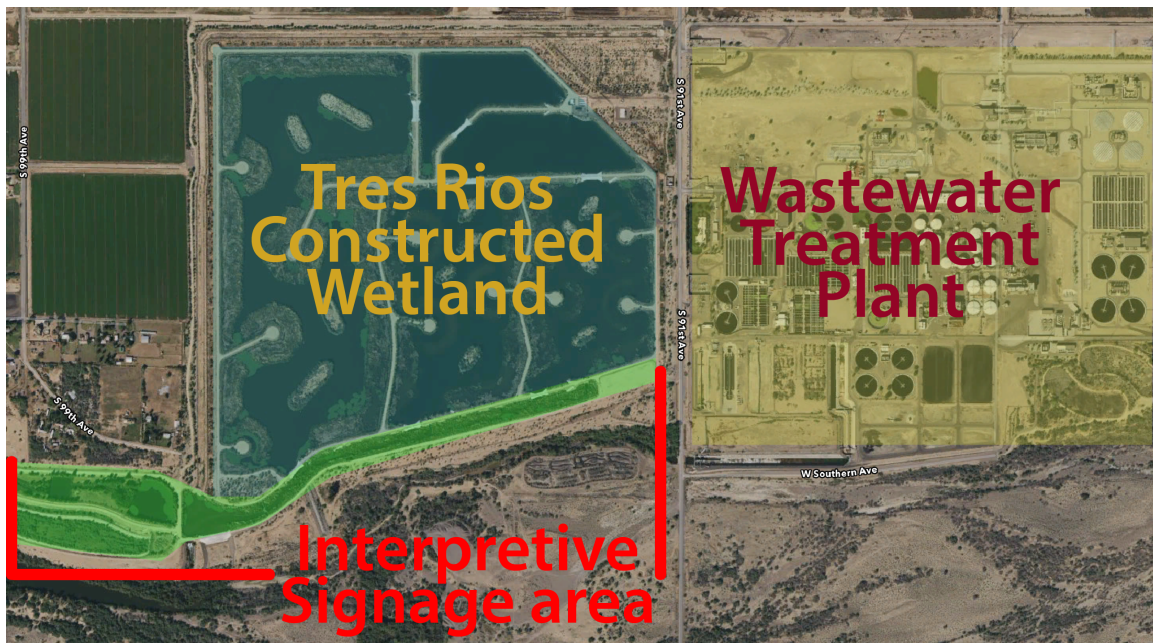 S 99th Ave
S 91st Ave
Tres Rios
Constructed
Wetland
Wastewater
Treatment
Plant
S 91st Ave
S 99th Ave
W Southern Ave
Interpretive
Signage area